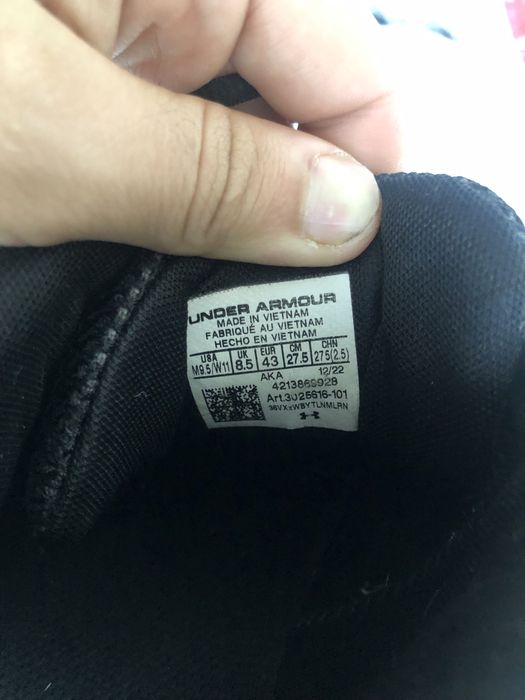 UNDER ARMOUR
MADE IN VIETNAM
FABRIQUÉ AU VIETNAM
HECHO EN VIETNAM
USA UK EUR CM CHN
M9.5/W11 8.5 43 27.5 275(2.5)
AKA 12/22
4213869928
Art.3025616-101
36VXxWBYTLNMLRN